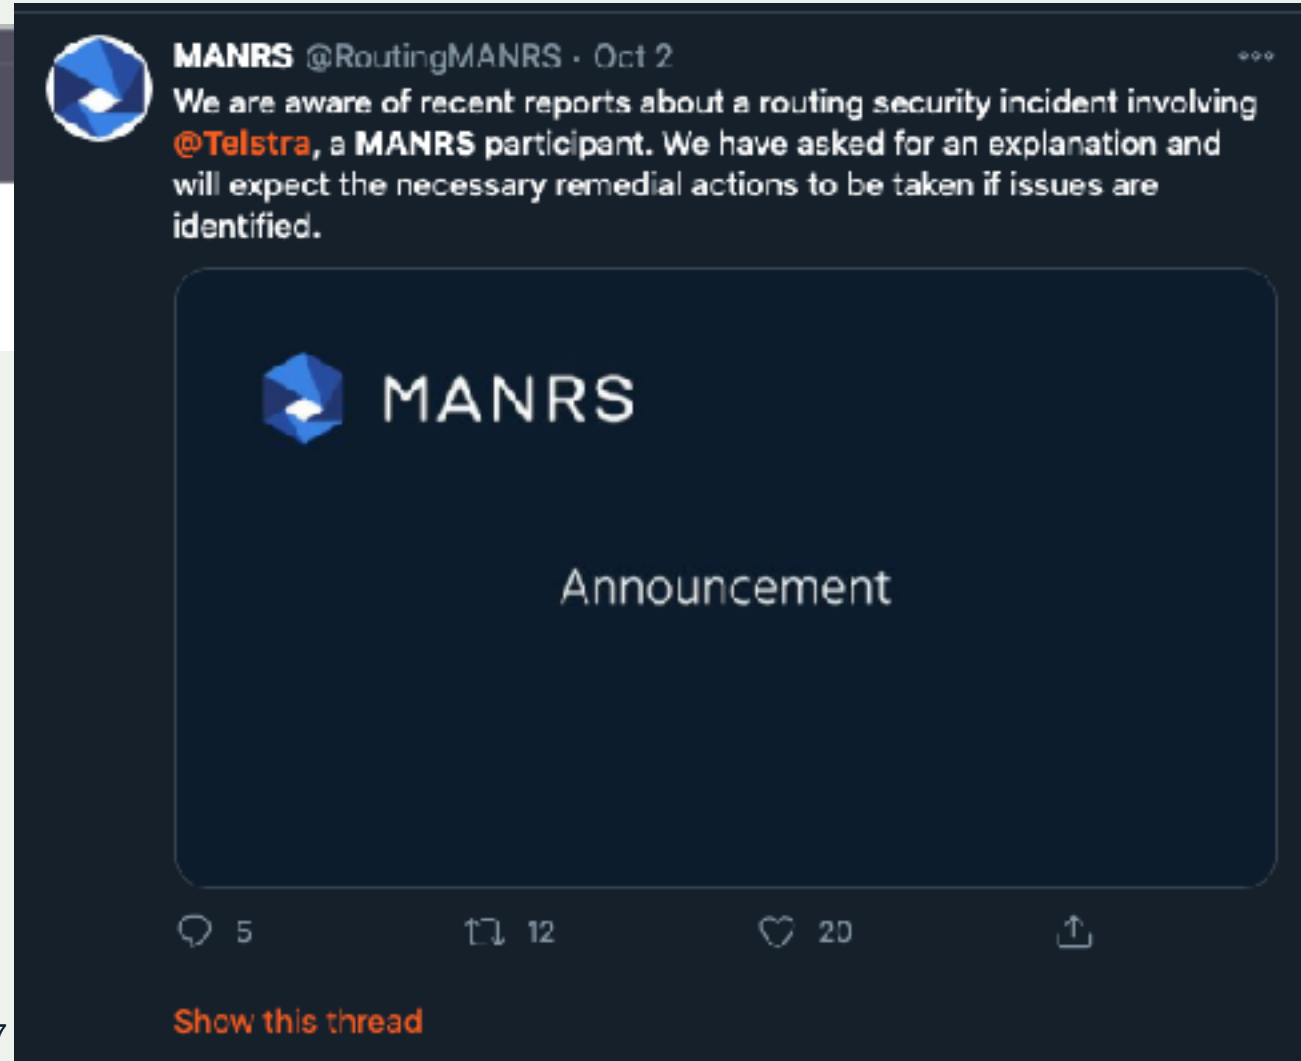 MANRS @RoutingMANRS · Oct 2
We are aware of recent reports about a routing security incident involving
@Telstra, a MANRS participant. We have asked for an explanation and
will expect the necessary remedial actions to be taken if issues are
identified.
MANRS
Announcement
5 12 20
Show this thread
7